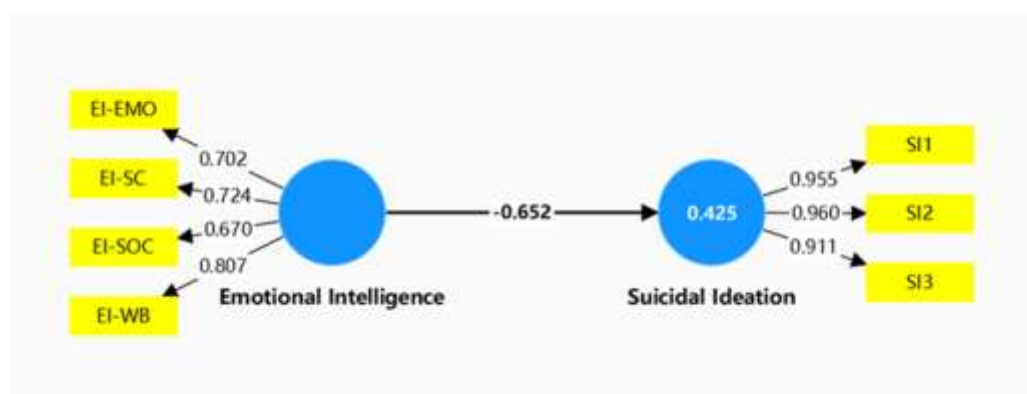 EI-EMO
0.702
EI-SC
0.724
EI-SOC
0.670
0.807
EI-WB
Emotional Intelligence
-0.652
0.425
Suicidal Ideation
0.955
SI1
0.960
SI2
0.911
SI3